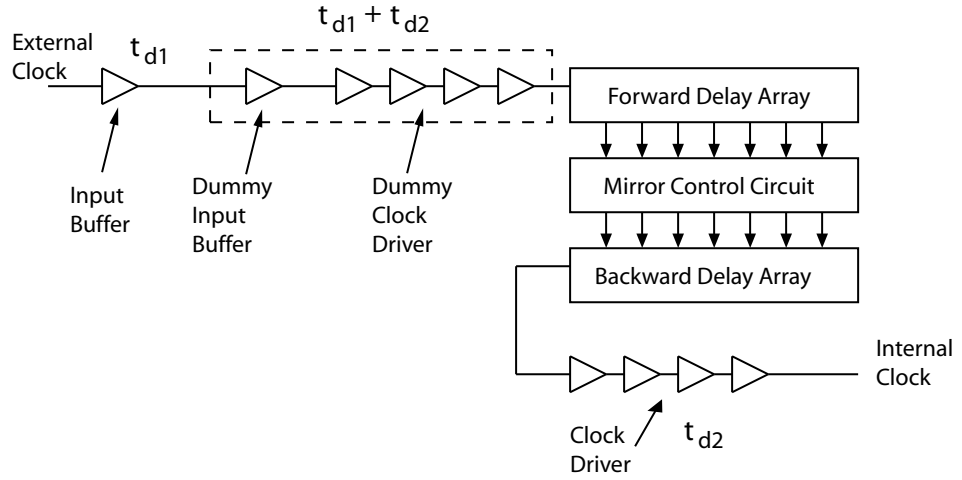 t d1 + t d2
External
Clock
t d1
Forward Delay Array
Input
Buffer
Dummy
Input
Buffer
Dummy
Clock
Driver
Mirror Control Circuit
Backward Delay Array
Internal
Clock
Clock
Driver
t d2